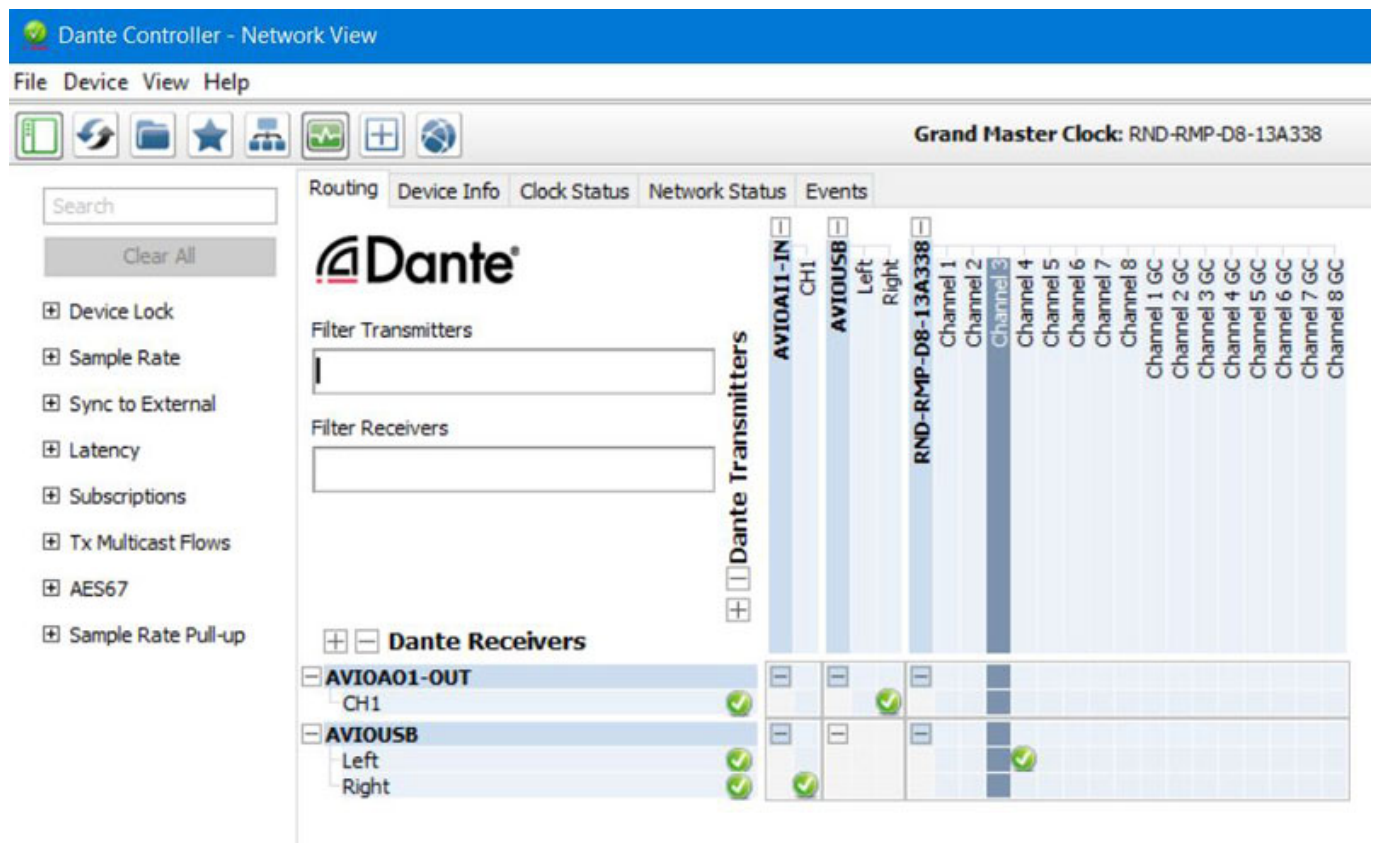 Dante Controller - Network View
File Device View Help
Grand Master Clock: RND-RMP-D8-13A338
Search
Clear All
Device Lock
Sample Rate
Sync to External
Latency
Subscriptions
Tx Multicast Flows
AES67
Sample Rate Pull-up
Routing Device Info Clock Status Network Status Events
Dante®
Filter Transmitters
Filter Receivers
Dante Transmitters
AVIOAI1-IN
CH1
AVIOUSB
Left
Right
RND-RMP-D8-13A338
Channel 1
Channel 2
Channel 3
Channel 4
Channel 5
Channel 6
Channel 7
Channel 8
Channel 1 GC
Channel 2 GC
Channel 3 GC
Channel 4 GC
Channel 5 GC
Channel 6 GC
Channel 7 GC
Channel 8 GC
Dante Receivers
AVIOAO1-OUT
CH1
AVIOUSB
Left
Right